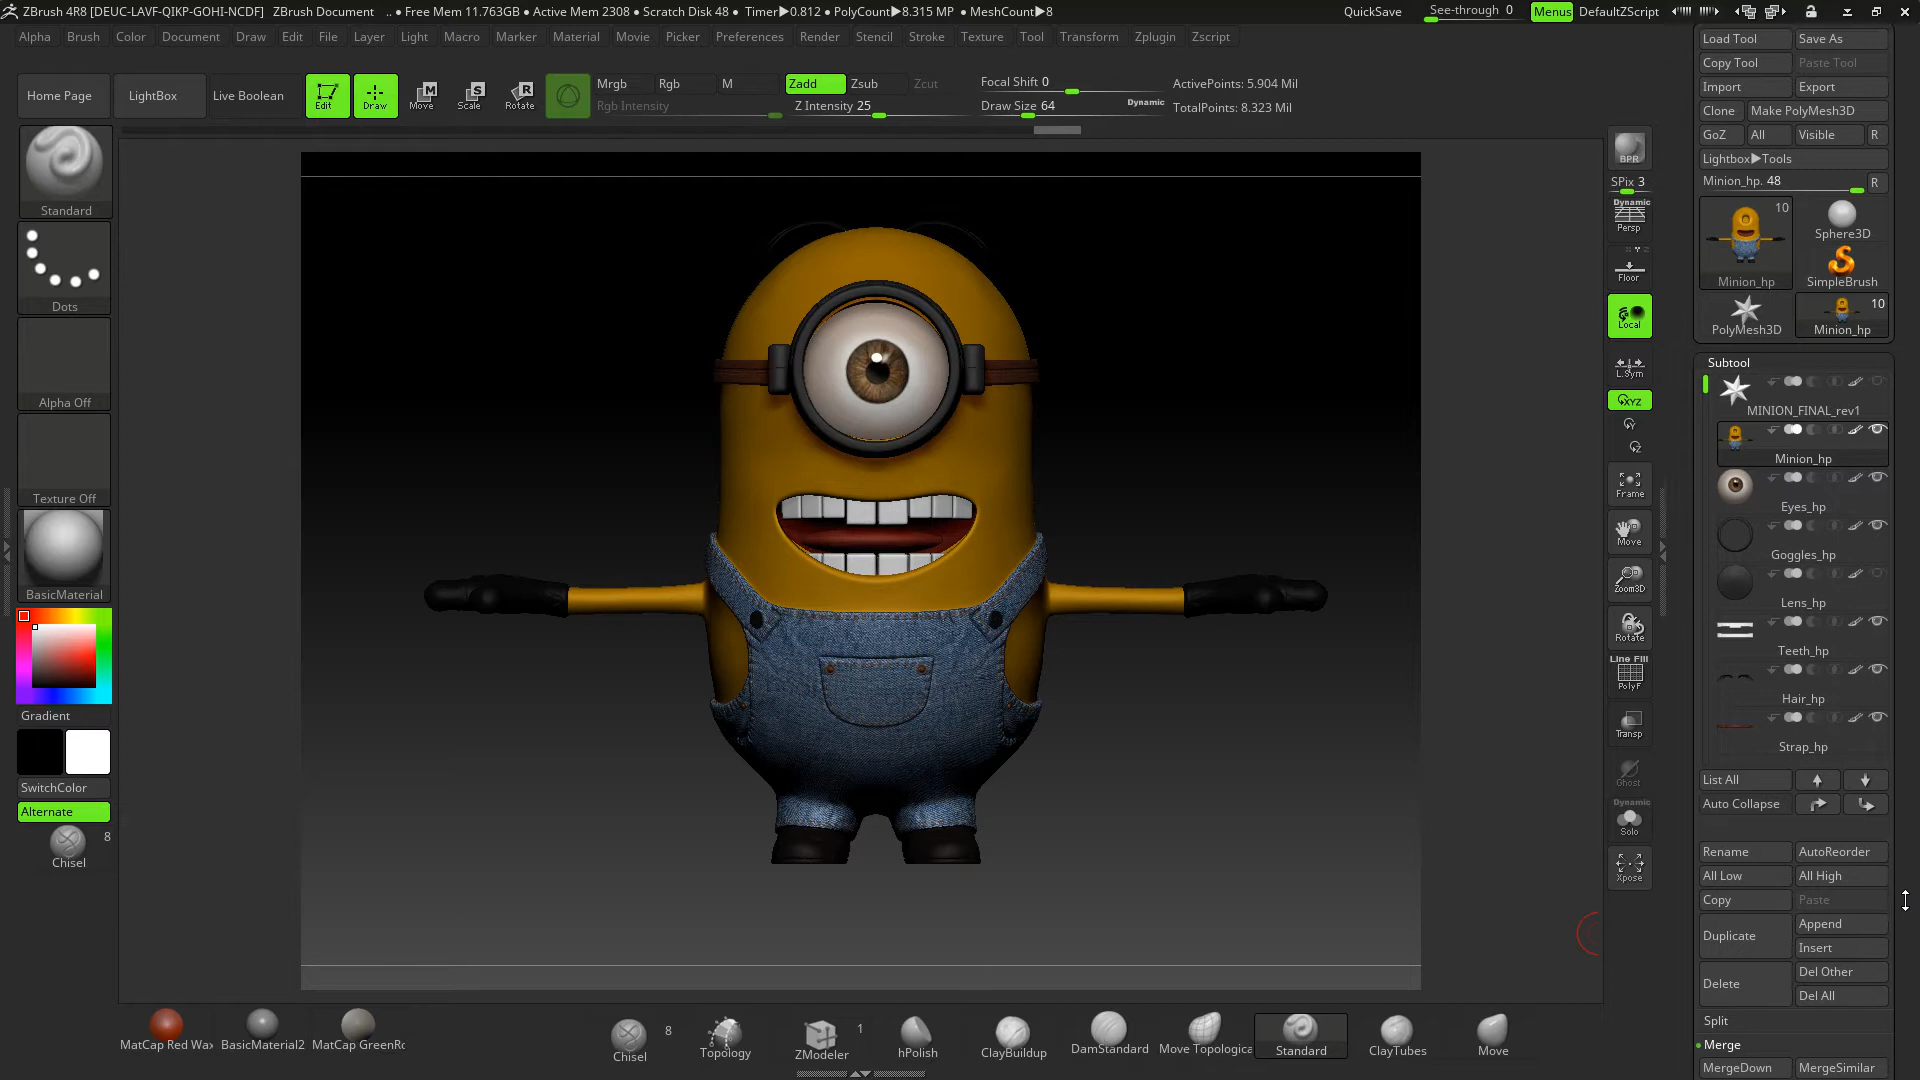 ZBrush 4R8 [DEUC-LAVF-QIKP-GOHI-NCDF] ZBrush Document .. • Free Mem 11.763GB • Active Mem 2308 • Scratch Disk 48 • Timer▶0.812 • PolyCount▶8.315 MP • MeshCount▶8 QuickSave See-through 0 Menus DefaultZScript
Alpha Brush Color Document Draw Edit File Layer Light Macro Marker Material Movie Picker Preferences Render Stencil Stroke Texture Tool Transform Zplugin Zscript
Home Page LightBox Live Boolean Edit Draw Move Scale Rotate
M S R
Mrgb Rgb M Zadd Zsub Zcut
Rgb Intensity Z Intensity 25
Focal Shift 0
Draw Size 64 Dynamic
ActivePoints: 5.904 Mil
TotalPoints: 8.323 Mil
Standard
Dots
Alpha Off
Texture Off
BasicMaterial
Gradient
SwitchColor
Alternate
8
Chisel
BPR
SPix 3
Dynamic
Persp
Floor
Local
L.Sym
XYZ
Y
Z
Frame
Move
Zoom3D
Rotate
Line Fill
PolyF
Transp
Ghost
Dynamic
Solo
Xpose
Load Tool Save As
Copy Tool Paste Tool
Import Export
Clone Make PolyMesh3D
GoZ All Visible R
Lightbox▶Tools
Minion_hp. 48 R
10
Minion_hp
Sphere3D
SimpleBrush
PolyMesh3D
10
Minion_hp
Subtool
MINION_FINAL_rev1
Minion_hp
Eyes_hp
Goggles_hp
Lens_hp
Teeth_hp
Hair_hp
Strap_hp
List All
Auto Collapse
Rename AutoReorder
All Low All High
Copy Paste
Duplicate Append
Insert
Delete Del Other
Del All
Split
Merge
MergeDown MergeSimilar
MatCap Red Wax BasicMaterial2 MatCap GreenRo
8
Chisel
Topology
1
ZModeler
hPolish
ClayBuildup
DamStandard
Move Topologica
Standard
ClayTubes
Move